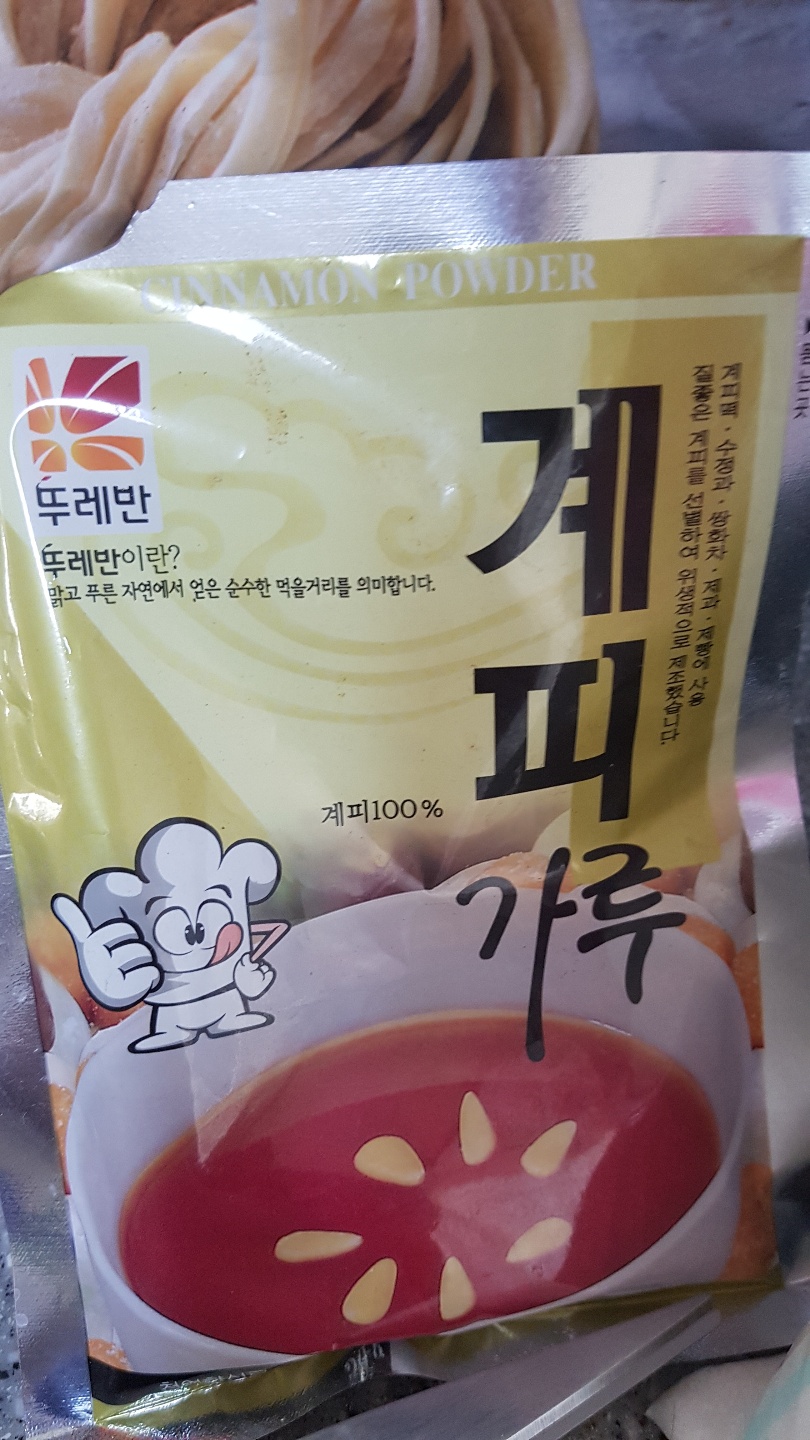 CINNAMON POWDER
뚜레반
뚜레반이란?
맑고 푸른 자연에서 얻은 순수한 먹을거리를 의미합니다.
계피가루
계피떡·수정과·쌍화차·제과·제빵에 사용
질좋은 계피를 선별하여 위생적으로 제조했습니다.
계피100%